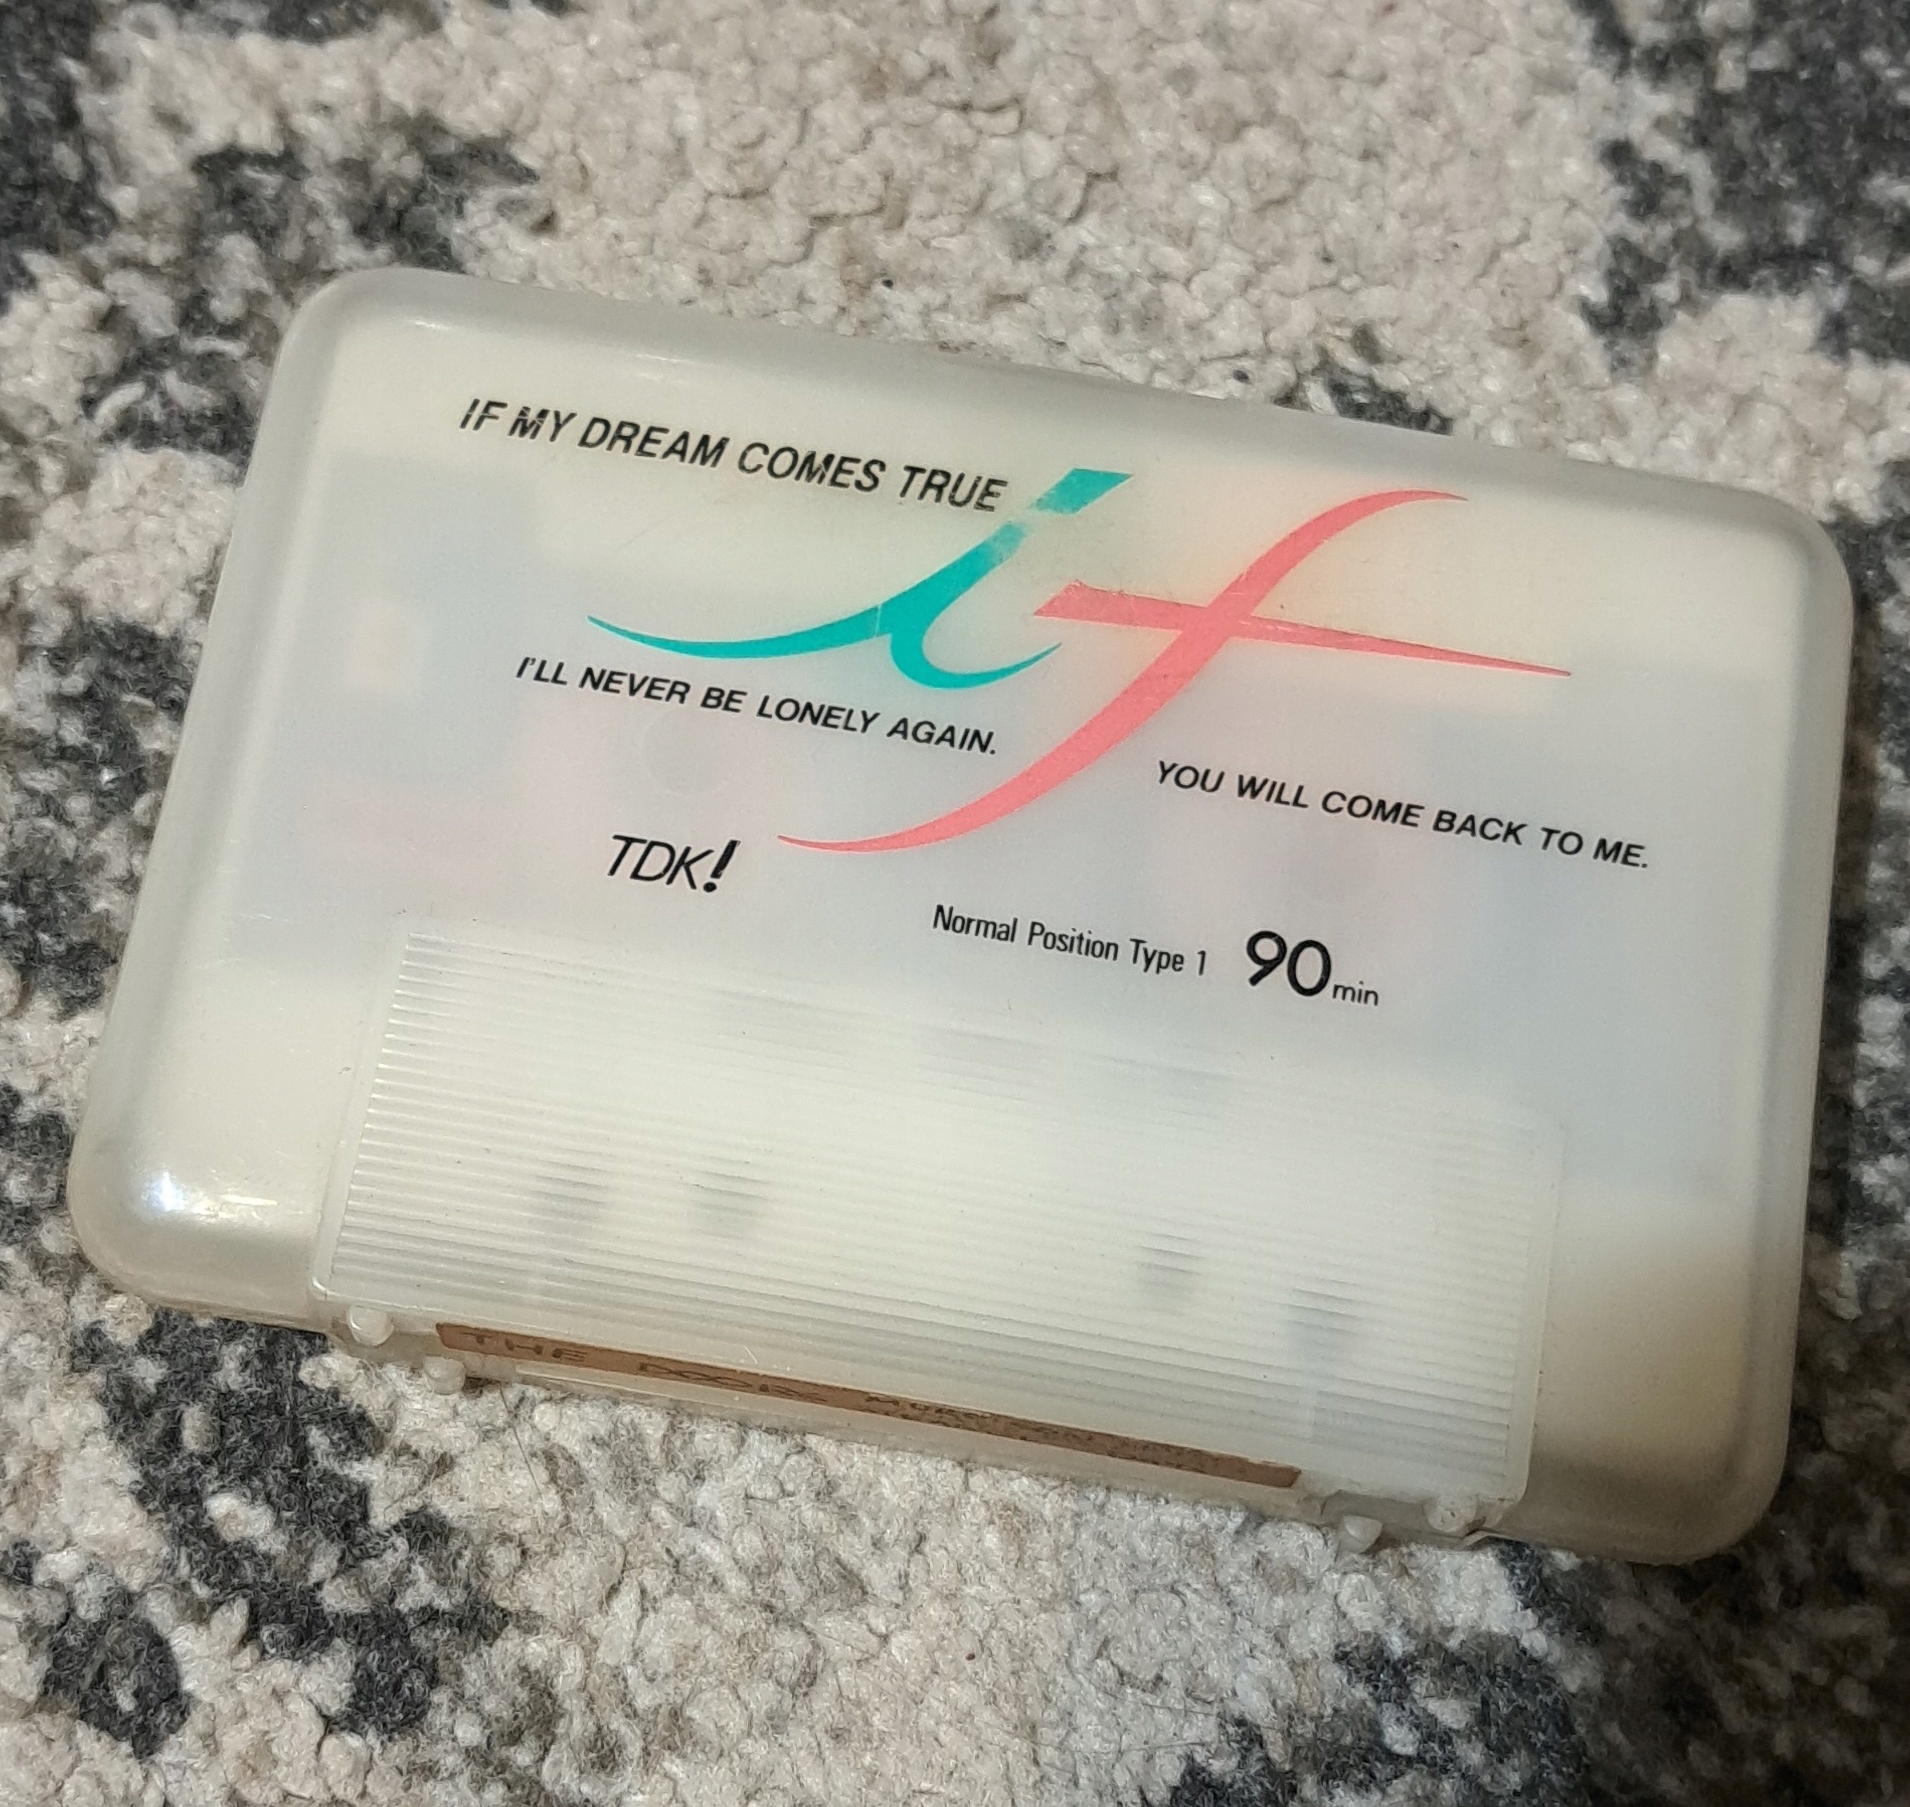 IF MY DREAM COMES TRUE
if
I'LL NEVER BE LONELY AGAIN.
YOU WILL COME BACK TO ME.
TDK!
Normal Position Type 1 90min
THE